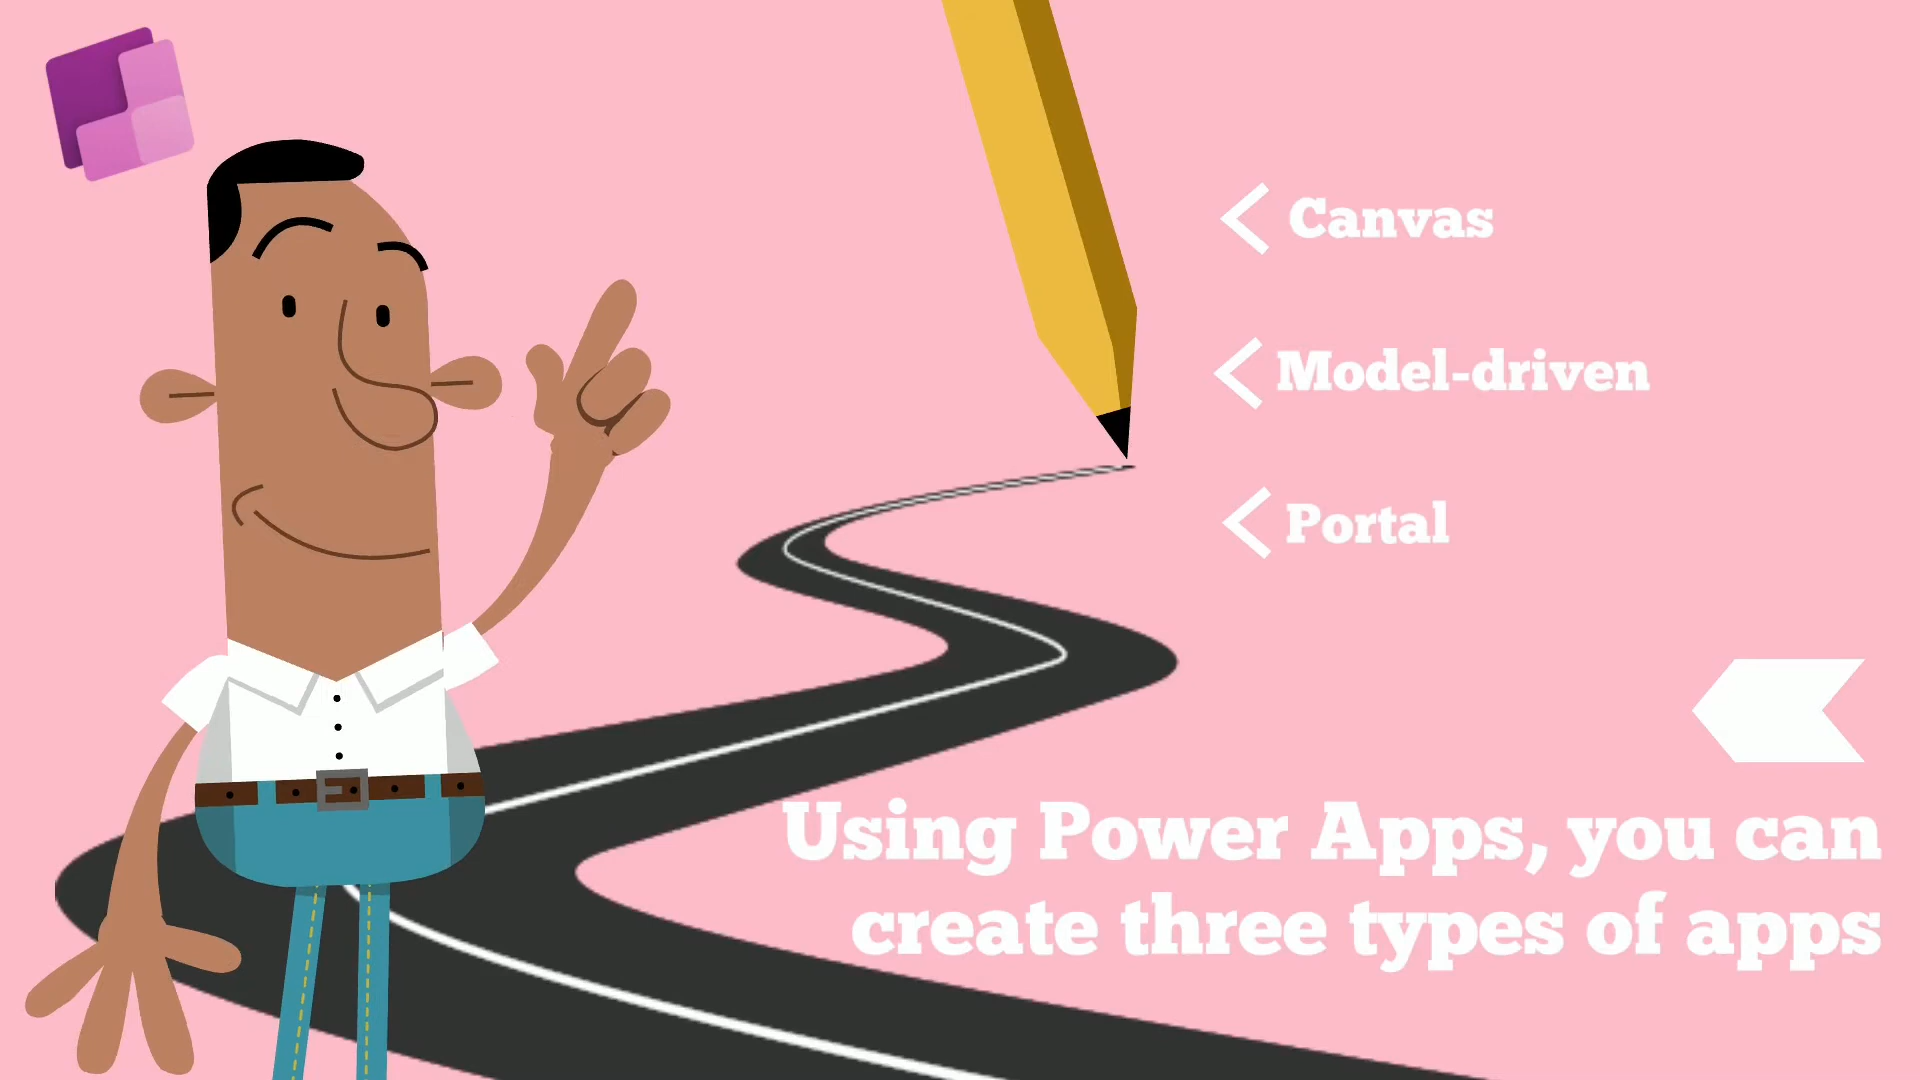 Canvas
Model-driven
Portal
Using Power Apps, you can
create three types of apps